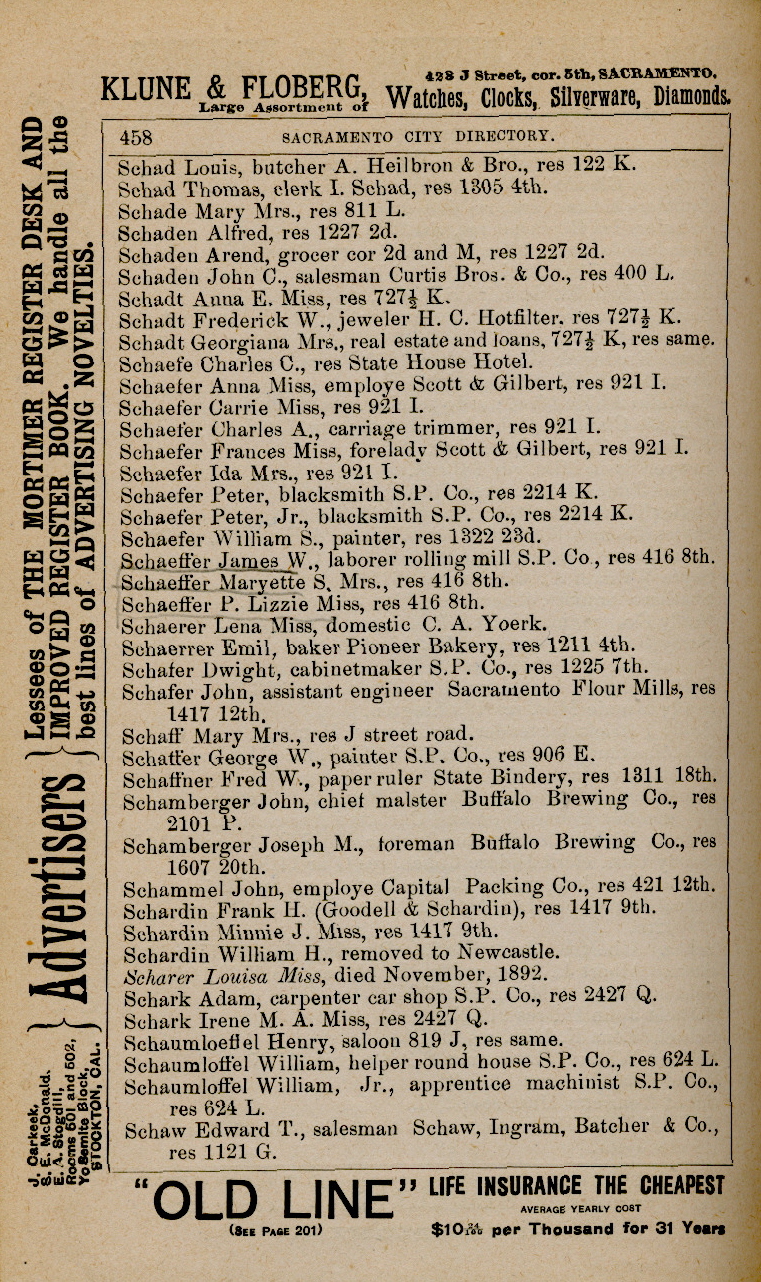 KLUNE & FLOBERG,
Large Assortment of
428 J Street, cor. 5th, SACRAMENTO.
Watches, Clocks, Silverware, Diamonds.
458 SACRAMENTO CITY DIRECTORY.
Schad Louis, butcher A. Heilbron & Bro., res 122 K.
Schad Thomas, clerk I. Schad, res 1305 4th.
Schade Mary Mrs., res 811 L.
Schaden Alfred, res 1227 2d.
Schaden Arend, grocer cor 2d and M, res 1227 2d.
Schaden John C., salesman Curtis Bros. & Co., res 400 L.
Schadt Anna E. Miss, res 727½ K.
Schadt Frederick W., jeweler H. C. Hotfilter. res 727½ K.
Schadt Georgiana Mrs., real estate and loans, 727½ K, res same.
Schaefe Charles C., res State House Hotel.
Schaefer Anna Miss, employe Scott & Gilbert, res 921 I.
Schaefer Carrie Miss, res 921 I.
Schaefer Charles A., carriage trimmer, res 921 I.
Schaefer Frances Miss, forelady Scott & Gilbert, res 921 I.
Schaefer Ida Mrs., res 921 I.
Schaefer Peter, blacksmith S.P. Co., res 2214 K.
Schaefer Peter, Jr., blacksmith S.P. Co., res 2214 K.
Schaefer William S., painter, res 1322 23d.
Schaeffer James W., laborer rolling mill S.P. Co., res 416 8th.
Schaeffer Maryette S. Mrs., res 416 8th.
Schaeffer P. Lizzie Miss, res 416 8th.
Schaerer Lena Miss, domestic C. A. Yoerk.
Schaerrer Emil, baker Pioneer Bakery, res 1211 4th.
Schafer Dwight, cabinetmaker S.P. Co., res 1225 7th.
Schafer John, assistant engineer Sacramento Flour Mills, res
1417 12th.
Schaff Mary Mrs., res J street road.
Schaffer George W., painter S.P. Co., res 906 E.
Schaffner Fred W., paper ruler State Bindery, res 1311 18th.
Schamberger John, chief malster Buffalo Brewing Co., res
2101 P.
Schamberger Joseph M., foreman Buffalo Brewing Co., res
1607 20th.
Schammel John, employe Capital Packing Co., res 421 12th.
Schardin Frank H. (Goodell & Schardin), res 1417 9th.
Schardin Minnie J. Miss, res 1417 9th.
Schardin William H., removed to Newcastle.
Scharer Louisa Miss, died November, 1892.
Schark Adam, carpenter car shop S.P. Co., res 2427 Q.
Schark Irene M. A. Miss, res 2427 Q.
Schaumloeffel Henry, saloon 819 J, res same.
Schaumloffel William, helper round house S.P. Co., res 624 L.
Schaumloffel William, Jr., apprentice machinist S.P. Co.,
res 624 L.
Schaw Edward T., salesman Schaw, Ingram, Batcher & Co.,
res 1121 G.
J. Carkeek,
S. E. McDonald.
E. A. Stogdill,
Rooms 501 and 502,
Yo Semite Block,
STOCKTON, CAL.
Advertisers
Lessees of THE MORTIMER REGISTER DESK AND
IMPROVED REGISTER BOOK. We handle all the
best lines of ADVERTISING NOVELTIES.
"OLD LINE"
(SEE PAGE 201)
LIFE INSURANCE THE CHEAPEST
AVERAGE YEARLY COST
per Thousand for 31 Years